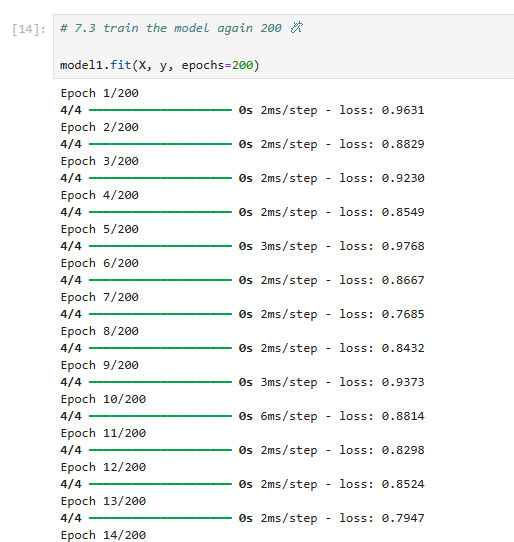 [14]: # 7.3 train the model again 200 🪄
model1.fit(X, y, epochs=200)
Epoch 1/200
4/4 ━━━━━━━━━━━━━━━━━━━━ 0s 2ms/step - loss: 0.9631
Epoch 2/200
4/4 ━━━━━━━━━━━━━━━━━━━━ 0s 2ms/step - loss: 0.8829
Epoch 3/200
4/4 ━━━━━━━━━━━━━━━━━━━━ 0s 2ms/step - loss: 0.9230
Epoch 4/200
4/4 ━━━━━━━━━━━━━━━━━━━━ 0s 2ms/step - loss: 0.8549
Epoch 5/200
4/4 ━━━━━━━━━━━━━━━━━━━━ 0s 3ms/step - loss: 0.9768
Epoch 6/200
4/4 ━━━━━━━━━━━━━━━━━━━━ 0s 2ms/step - loss: 0.8667
Epoch 7/200
4/4 ━━━━━━━━━━━━━━━━━━━━ 0s 2ms/step - loss: 0.7685
Epoch 8/200
4/4 ━━━━━━━━━━━━━━━━━━━━ 0s 2ms/step - loss: 0.8432
Epoch 9/200
4/4 ━━━━━━━━━━━━━━━━━━━━ 0s 3ms/step - loss: 0.9373
Epoch 10/200
4/4 ━━━━━━━━━━━━━━━━━━━━ 0s 6ms/step - loss: 0.8814
Epoch 11/200
4/4 ━━━━━━━━━━━━━━━━━━━━ 0s 2ms/step - loss: 0.8298
Epoch 12/200
4/4 ━━━━━━━━━━━━━━━━━━━━ 0s 2ms/step - loss: 0.8524
Epoch 13/200
4/4 ━━━━━━━━━━━━━━━━━━━━ 0s 2ms/step - loss: 0.7947
Epoch 14/200